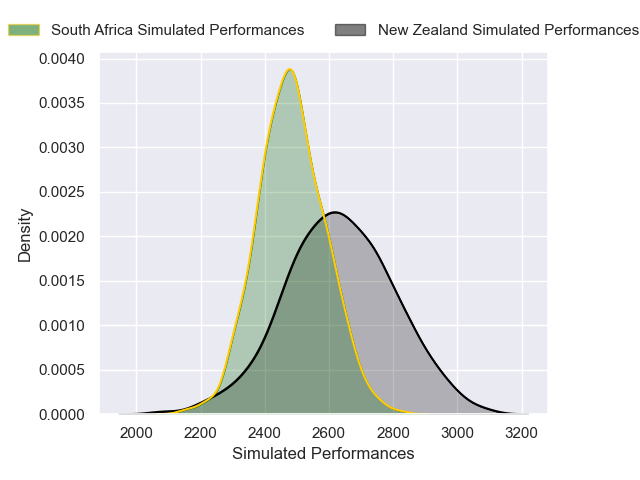 South Africa Simulated Performances
New Zealand Simulated Performances
0.0040
0.0035
0.0030
0.0025
0.0020
0.0015
0.0010
0.0005
0.0000
Density
2000 2200 2400 2600 2800 3000 3200
Simulated Performances